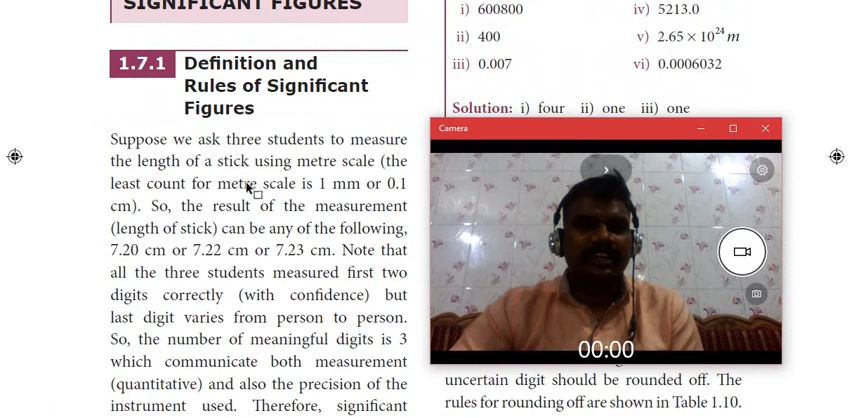 SIGNIFICANT FIGURES
1.7.1 Definition and
Rules of Significant
Figures
Suppose we ask three students to measure
the length of a stick using metre scale (the
least count for metre scale is 1 mm or 0.1
cm). So, the result of the measurement
(length of stick) can be any of the following,
7.20 cm or 7.22 cm or 7.23 cm. Note that
all the three students measured first two
digits correctly (with confidence) but
last digit varies from person to person.
So, the number of meaningful digits is 3
which communicate both measurement
(quantitative) and also the precision of the
instrument used. Therefore, significant
i) 600800 iv) 5213.0
ii) 400 v) 2.65 × 10²⁴ m
iii) 0.007 vi) 0.0006032
Solution: i) four ii) one iii) one
Camera
00:00
uncertain digit should be rounded off. The
rules for rounding off are shown in Table 1.10.